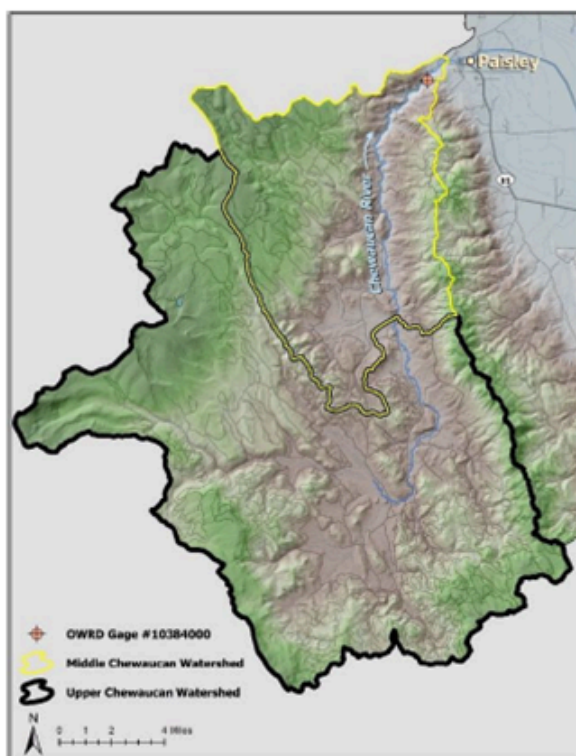 Paisley
Chewaucan River
OWRD Gage #10384000
Middle Chewaucan Watershed
Upper Chewaucan Watershed
N
0 1 2 4 Miles